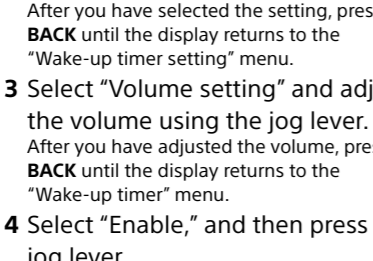 After you have selected the setting, pres
BACK until the display returns to the
“Wake-up timer setting” menu.
3 Select “Volume setting” and adj
the volume using the jog lever.
After you have adjusted the volume, pre
BACK until the display returns to the
“Wake-up timer” menu.
4 Select “Enable,” and then press
jog lever